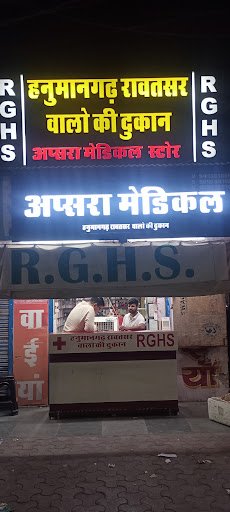 RGHS
हनुमानगढ़ रावतसर
वालो की दुकान
अप्सरा मेडिकल स्टोर
RGHS
अप्सरा मेडिकल
हनुमानगढ़ रावतसर वालो की दुकान
R.G.H.S.
वा
ई
यां
हनुमानगढ़ रावतसर
वालो की दुकान
RGHS